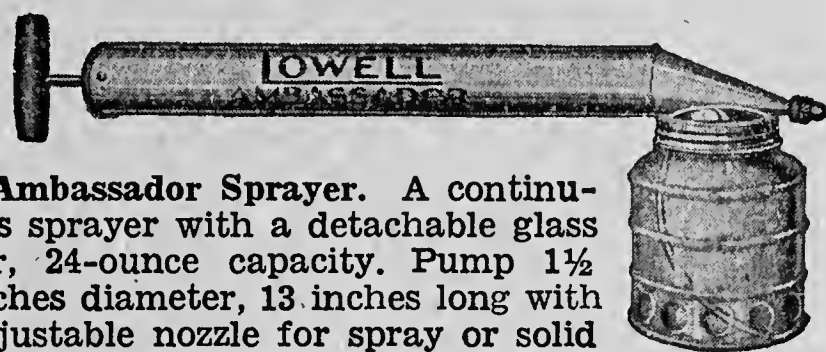 LOWELL
AMBASSADOR
Ambassador Sprayer. A continu-
s sprayer with a detachable glass
r, 24-ounce capacity. Pump 1½
ches diameter, 13 inches long with
justable nozzle for spray or solid